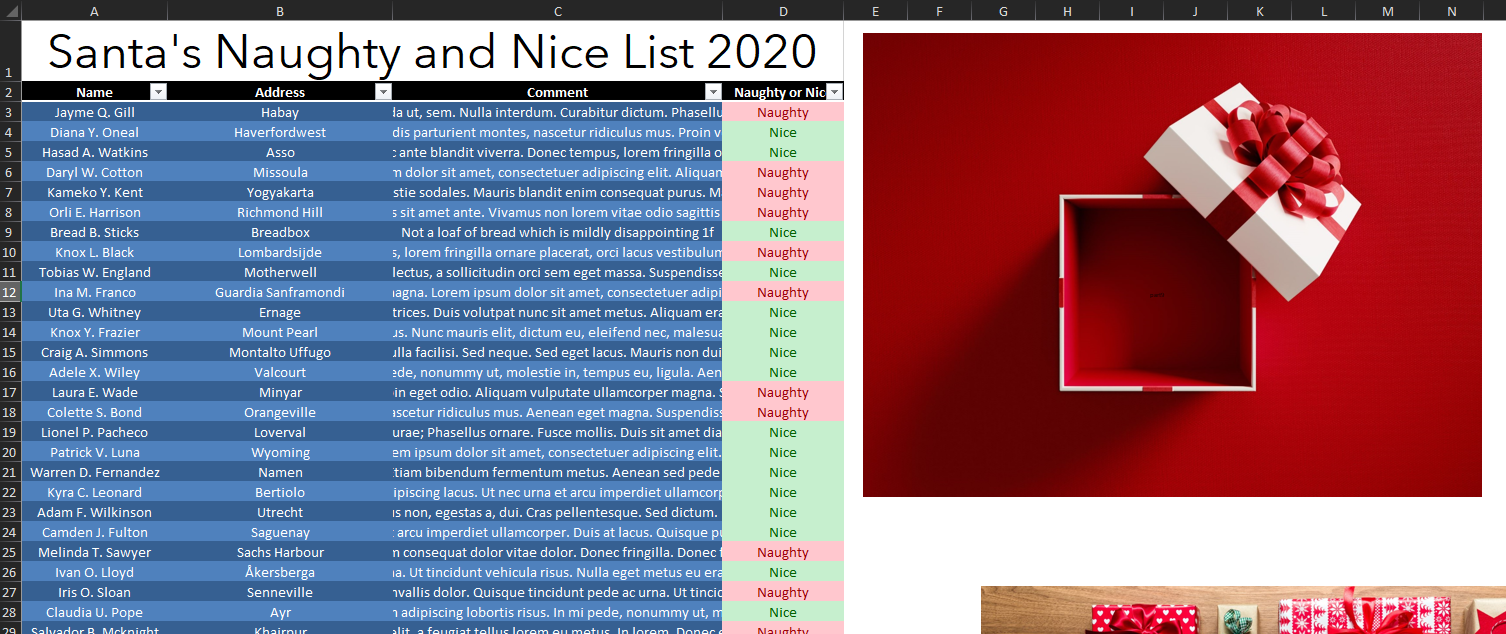 A B C D E F G H I J K L M N
1 Santa's Naughty and Nice List 2020
2 Name Address Comment Naughty or Nic
3 Jayme Q. Gill Habay la ut, sem. Nulla interdum. Curabitur dictum. Phasellu Naughty
4 Diana Y. Oneal Haverfordwest dis parturient montes, nascetur ridiculus mus. Proin v Nice
5 Hasad A. Watkins Asso ante blandit viverra. Donec tempus, lorem fringilla o Nice
6 Daryl W. Cotton Missoula m dolor sit amet, consectetuer adipiscing elit. Aliquam Naughty
7 Kameko Y. Kent Yogyakarta stie sodales. Mauris blandit enim consequat purus. M Naughty
8 Orli E. Harrison Richmond Hill s sit amet ante. Vivamus non lorem vitae odio sagittis Naughty
9 Bread B. Sticks Breadbox Not a loaf of bread which is mildly disappointing 1f Nice
10 Knox L. Black Lombardsijde s, lorem fringilla ornare placerat, orci lacus vestibulum Naughty
11 Tobias W. England Motherwell lectus, a sollicitudin orci sem eget massa. Suspendisse Nice
12 Ina M. Franco Guardia Sanframondi agna. Lorem ipsum dolor sit amet, consectetuer adipi Naughty
13 Uta G. Whitney Ernage trices. Duis volutpat nunc sit amet metus. Aliquam era Nice
14 Knox Y. Frazier Mount Pearl us. Nunc mauris elit, dictum eu, eleifend nec, malesua Nice
15 Craig A. Simmons Montalto Uffugo ulla facilisi. Sed neque. Sed eget lacus. Mauris non dui Nice
16 Adele X. Wiley Valcourt ede, nonummy ut, molestie in, tempus eu, ligula. Aen Nice
17 Laura E. Wade Minyar in eget odio. Aliquam vulputate ullamcorper magna. S Naughty
18 Colette S. Bond Orangeville ascetur ridiculus mus. Aenean eget magna. Suspendiss Naughty
19 Lionel P. Pacheco Loverval urae; Phasellus ornare. Fusce mollis. Duis sit amet dia Nice
20 Patrick V. Luna Wyoming em ipsum dolor sit amet, consectetuer adipiscing elit. Nice
21 Warren D. Fernandez Namen tiam bibendum fermentum metus. Aenean sed pede Nice
22 Kyra C. Leonard Bertiolo ipiscing lacus. Ut nec urna et arcu imperdiet ullamcorp Nice
23 Adam F. Wilkinson Utrecht us non, egestas a, dui. Cras pellentesque. Sed dictum. Nice
24 Camden J. Fulton Saguenay arcu imperdiet ullamcorper. Duis at lacus. Quisque pu Nice
25 Melinda T. Sawyer Sachs Harbour m consequat dolor vitae dolor. Donec fringilla. Donec f Naughty
26 Ivan O. Lloyd Åkersberga a. Ut tincidunt vehicula risus. Nulla eget metus eu era Nice
27 Iris O. Sloan Senneville nvallis dolor. Quisque tincidunt pede ac urna. Ut tincid Naughty
28 Claudia U. Pope Ayr n adipiscing lobortis risus. In mi pede, nonummy ut, m Nice
29 Salvador B. Mcknight Khairpur elit, a feugiat tellus lorem eu metus. In lorem. Donec Naughty